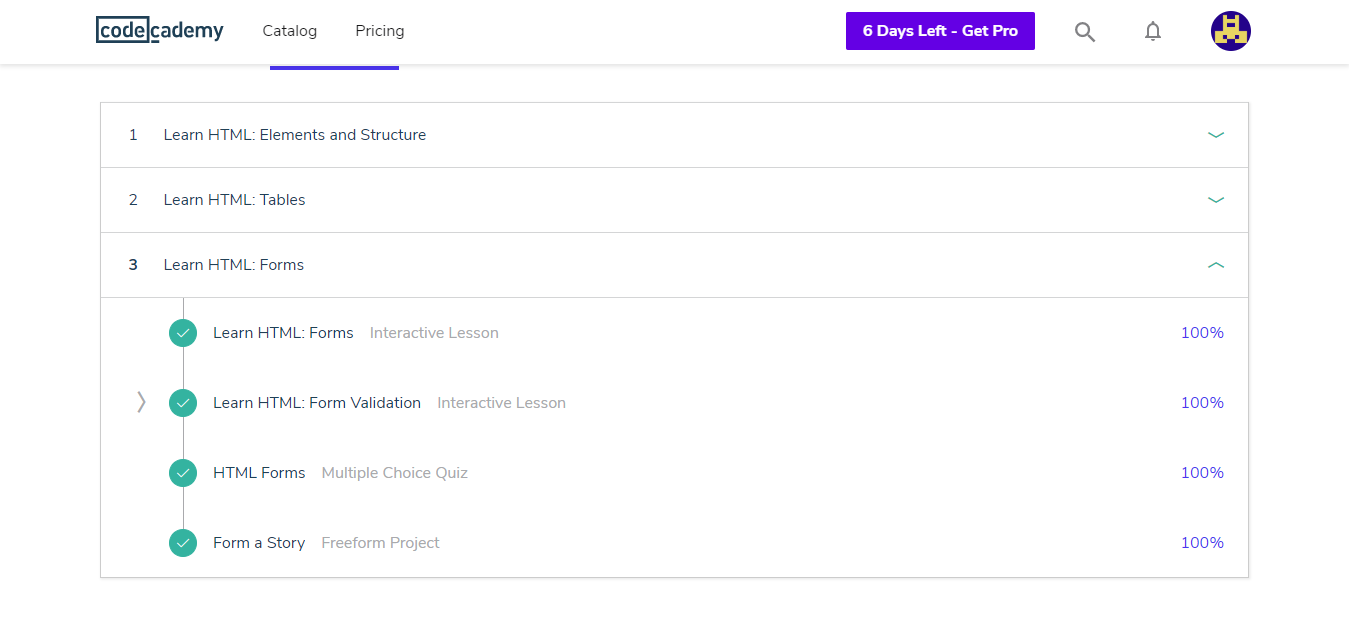 codecademy Catalog Pricing 6 Days Left - Get Pro
1 Learn HTML: Elements and Structure
2 Learn HTML: Tables
3 Learn HTML: Forms
Learn HTML: Forms Interactive Lesson 100%
Learn HTML: Form Validation Interactive Lesson 100%
HTML Forms Multiple Choice Quiz 100%
Form a Story Freeform Project 100%